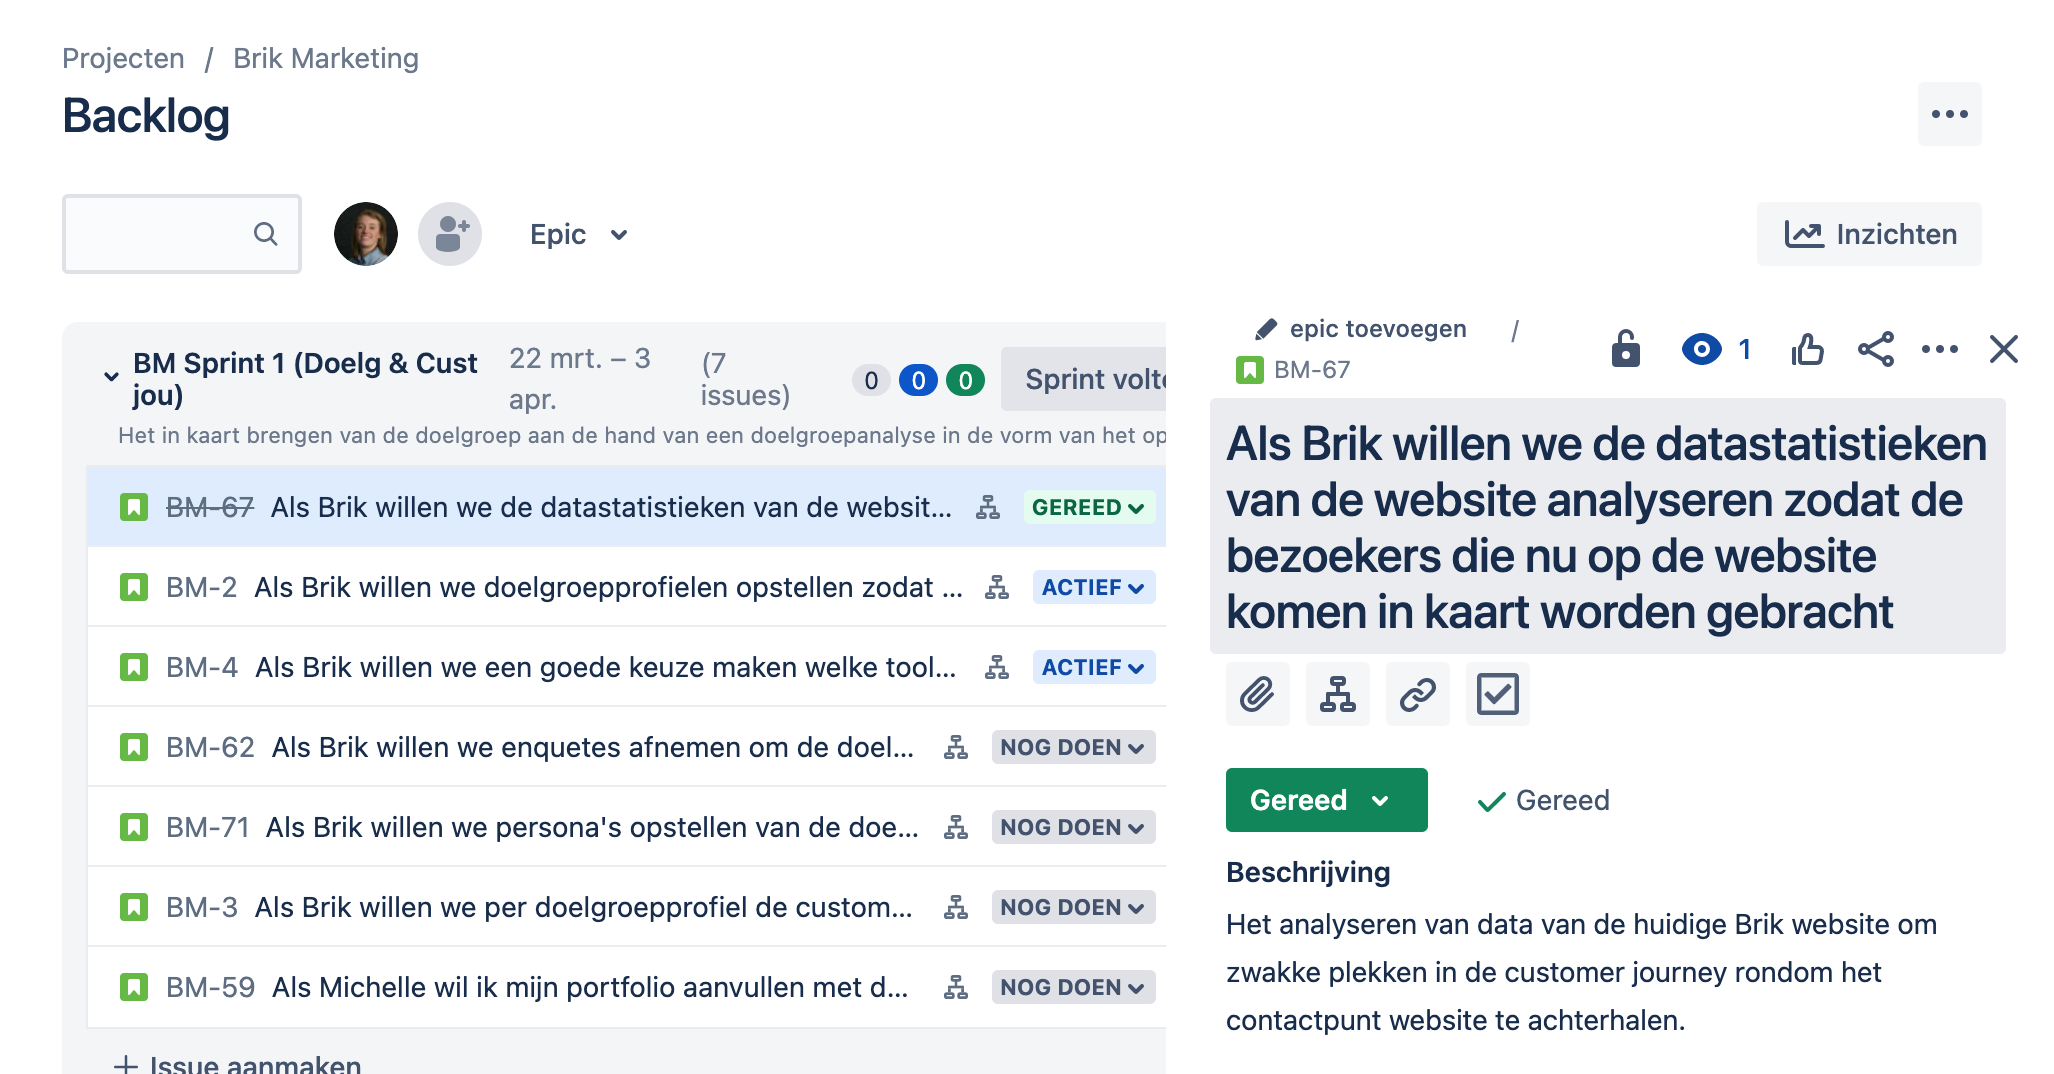 Projecten / Brik Marketing
Backlog
Epic
Inzichten
BM Sprint 1 (Doelg & Cust
jou)
22 mrt. – 3
apr.
(7
issues)
0 0 0
Sprint volto
Het in kaart brengen van de doelgroep aan de hand van een doelgroepanalyse in de vorm van het op
BM-67 Als Brik willen we de datastatistieken van de websit... GEREED
BM-2 Als Brik willen we doelgroepprofielen opstellen zodat ... ACTIEF
BM-4 Als Brik willen we een goede keuze maken welke tool... ACTIEF
BM-62 Als Brik willen we enquetes afnemen om de doel... NOG DOEN
BM-71 Als Brik willen we persona's opstellen van de doe... NOG DOEN
BM-3 Als Brik willen we per doelgroepprofiel de custom... NOG DOEN
BM-59 Als Michelle wil ik mijn portfolio aanvullen met d... NOG DOEN
+ Issue aanmaken
epic toevoegen /
BM-67
1
Als Brik willen we de datastatistieken
van de website analyseren zodat de
bezoekers die nu op de website
komen in kaart worden gebracht
Gereed
Gereed
Beschrijving
Het analyseren van data van de huidige Brik website om
zwakke plekken in de customer journey rondom het
contactpunt website te achterhalen.